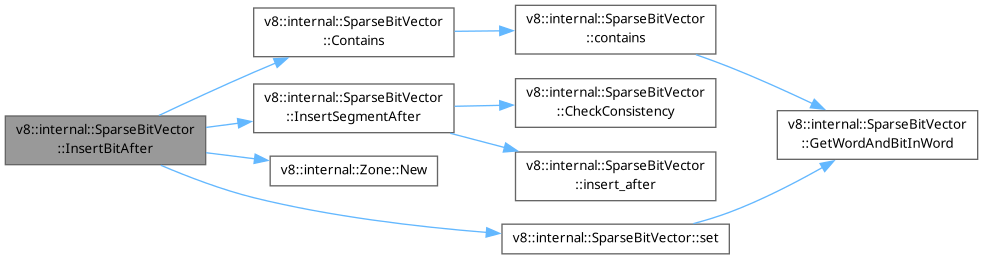 v8::internal::SparseBitVector
::InsertBitAfter
v8::internal::SparseBitVector
::Contains
v8::internal::SparseBitVector
::InsertSegmentAfter
v8::internal::Zone::New
v8::internal::SparseBitVector::set
v8::internal::SparseBitVector
::contains
v8::internal::SparseBitVector
::CheckConsistency
v8::internal::SparseBitVector
::insert_after
v8::internal::SparseBitVector
::GetWordAndBitInWord